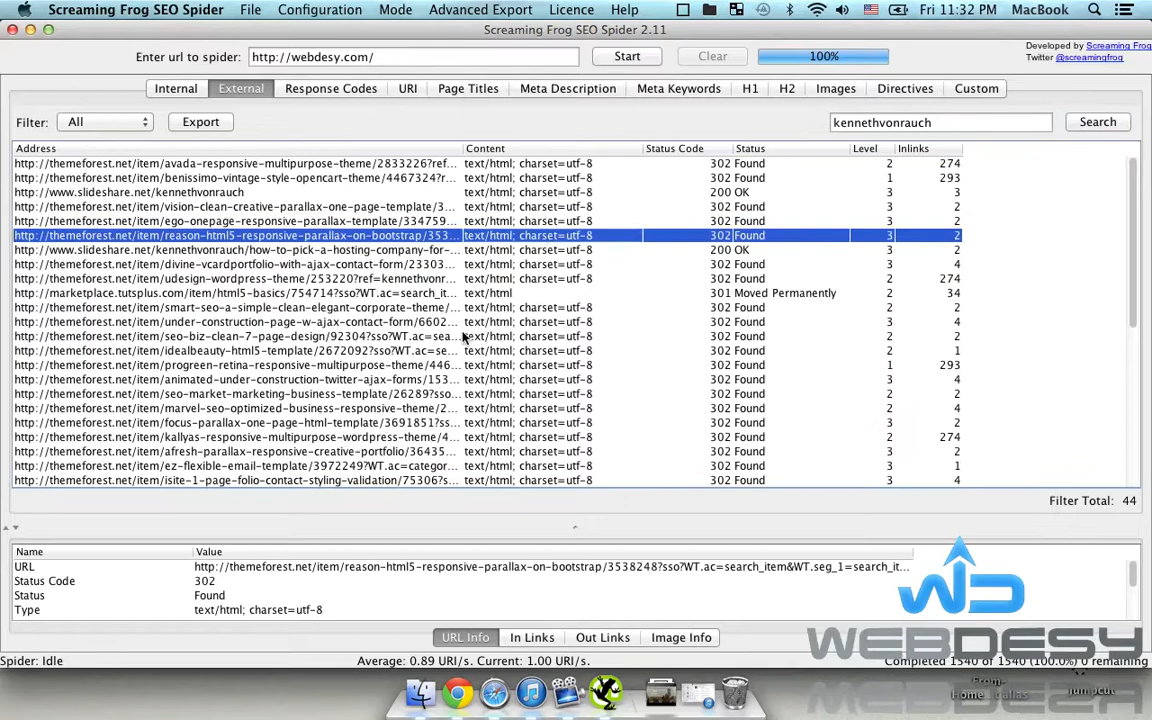 Screaming Frog SEO Spider File Configuration Mode Advanced Export Licence Help Fri 11:32 PM MacBook
Screaming Frog SEO Spider 2.11
Enter url to spider: http://webdesy.com/ Start Clear 100%
Developed by Screaming Frog
Twitter @screamingfrog
Internal External Response Codes URI Page Titles Meta Description Meta Keywords H1 H2 Images Directives Custom
Filter: All Export kennethvonrauch Search
Address Content Status Code Status Level Inlinks
http://themeforest.net/item/avada-responsive-multipurpose-theme/2833226?ref... text/html; charset=utf-8 302 Found 2 274
http://themeforest.net/item/benissimo-vintage-style-opencart-theme/4467324?r... text/html; charset=utf-8 302 Found 1 293
http://www.slideshare.net/kennethvonrauch text/html; charset=utf-8 200 OK 3 3
http://themeforest.net/item/vision-clean-creative-parallax-one-page-template/3... text/html; charset=utf-8 302 Found 3 2
http://themeforest.net/item/ego-onepage-responsive-parallax-template/334759... text/html; charset=utf-8 302 Found 3 2
http://themeforest.net/item/reason-html5-responsive-parallax-on-bootstrap/353... text/html; charset=utf-8 302 Found 3 2
http://www.slideshare.net/kennethvonrauch/how-to-pick-a-hosting-company-for-... text/html; charset=utf-8 200 OK 3 2
http://themeforest.net/item/divine-vcardportfolio-with-ajax-contact-form/23303... text/html; charset=utf-8 302 Found 3 4
http://themeforest.net/item/udesign-wordpress-theme/253220?ref=kennethvonr... text/html; charset=utf-8 302 Found 2 274
http://marketplace.tutsplus.com/item/html5-basics/754714?sso?WT.ac=search_it... text/html 301 Moved Permanently 2 34
http://themeforest.net/item/smart-seo-a-simple-clean-elegant-corporate-theme/... text/html; charset=utf-8 302 Found 2 2
http://themeforest.net/item/under-construction-page-w-ajax-contact-form/6602... text/html; charset=utf-8 302 Found 3 4
http://themeforest.net/item/seo-biz-clean-7-page-design/92304?sso?WT.ac=sea... text/html; charset=utf-8 302 Found 2 2
http://themeforest.net/item/idealbeauty-html5-template/2672092?sso?WT.ac=se... text/html; charset=utf-8 302 Found 2 1
http://themeforest.net/item/progreen-retina-responsive-multipurpose-theme/446... text/html; charset=utf-8 302 Found 1 293
http://themeforest.net/item/animated-under-construction-twitter-ajax-forms/153... text/html; charset=utf-8 302 Found 3 4
http://themeforest.net/item/seo-market-marketing-business-template/26289?sso... text/html; charset=utf-8 302 Found 2 2
http://themeforest.net/item/marvel-seo-optimized-business-responsive-theme/2... text/html; charset=utf-8 302 Found 2 4
http://themeforest.net/item/focus-parallax-one-page-html-template/3691851?ss... text/html; charset=utf-8 302 Found 3 2
http://themeforest.net/item/kallyas-responsive-multipurpose-wordpress-theme/4... text/html; charset=utf-8 302 Found 2 274
http://themeforest.net/item/afresh-parallax-responsive-creative-portfolio/36435... text/html; charset=utf-8 302 Found 3 2
http://themeforest.net/item/ez-flexible-email-template/3972249?WT.ac=categor... text/html; charset=utf-8 302 Found 3 1
http://themeforest.net/item/isite-1-page-folio-contact-styling-validation/75306?s... text/html; charset=utf-8 302 Found 3 4
Filter Total: 44
Name Value
URL http://themeforest.net/item/reason-html5-responsive-parallax-on-bootstrap/3538248?sso?WT.ac=search_item&WT.seg_1=search_it...
Status Code 302
Status Found
Type text/html; charset=utf-8
URL Info In Links Out Links Image Info
WEBDESY
Spider: Idle Average: 0.89 URI/s. Current: 1.00 URI/s. Completed 1540 of 1540 (100.0%) 0 remaining